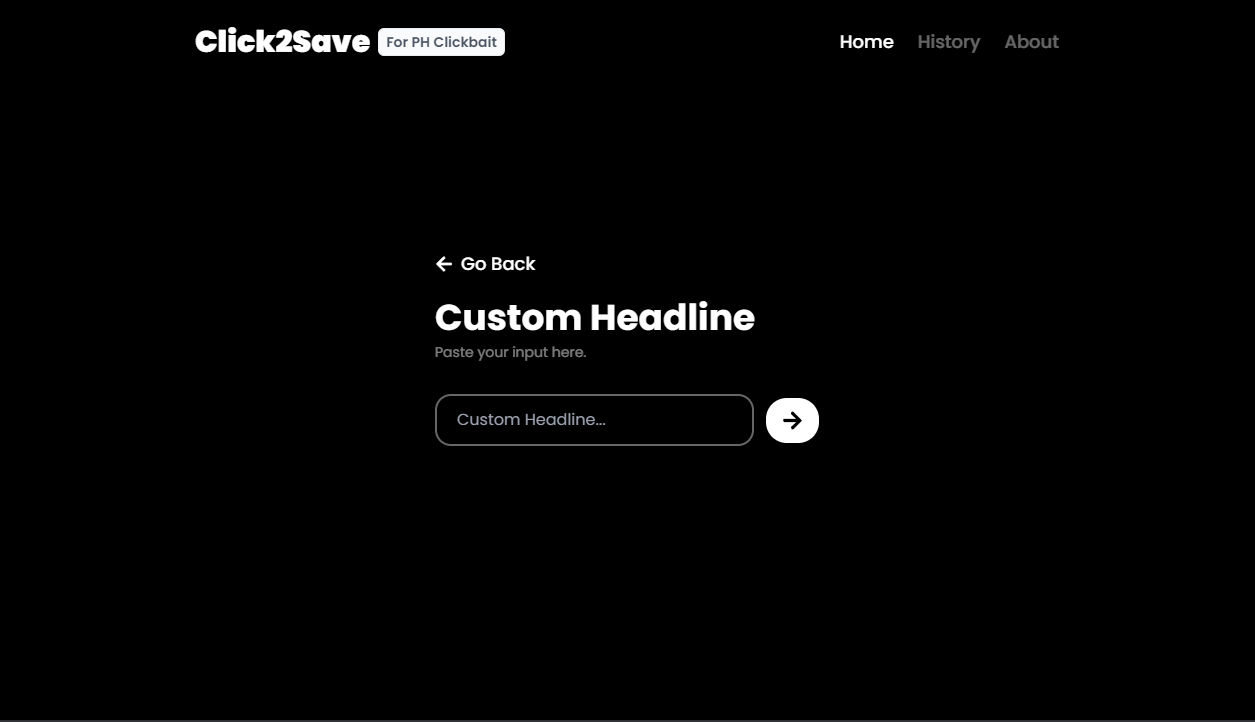 Click2Save For PH Clickbait Home History About
Go Back
Custom Headline
Paste your input here.
Custom Headline...